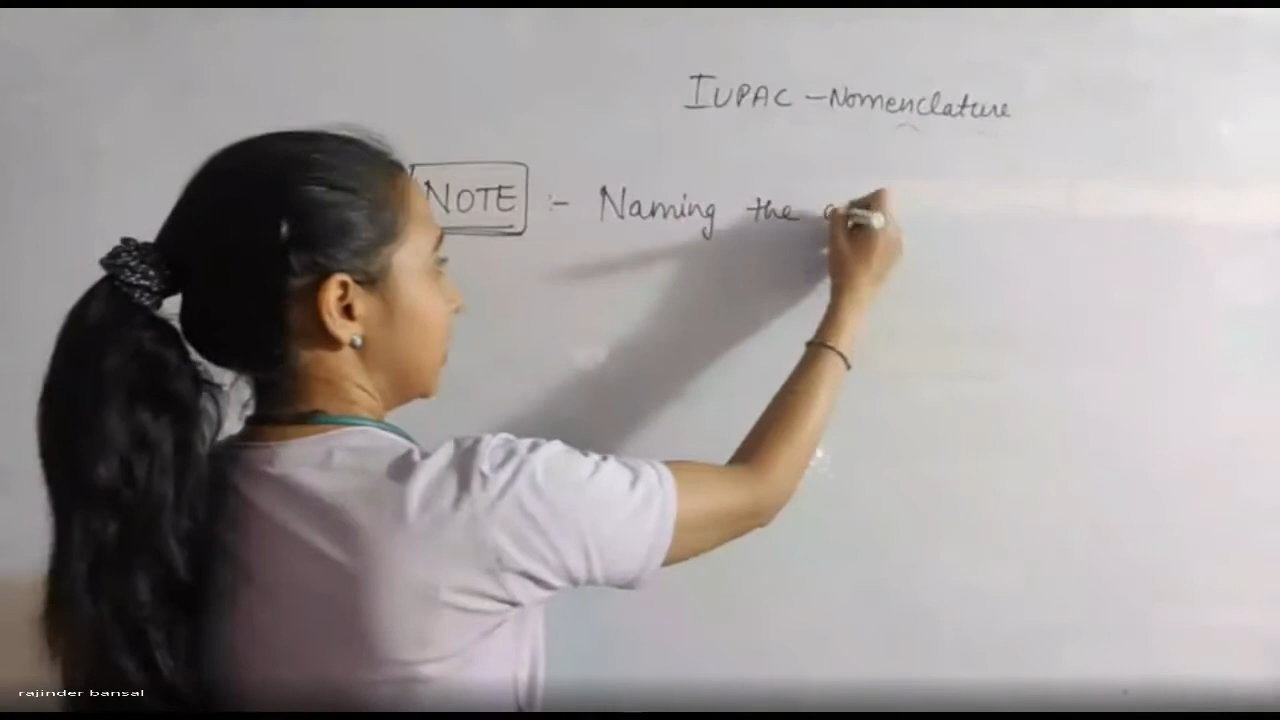 IUPAC - Nomenclature
NOTE :- Naming the
rajinder bansal